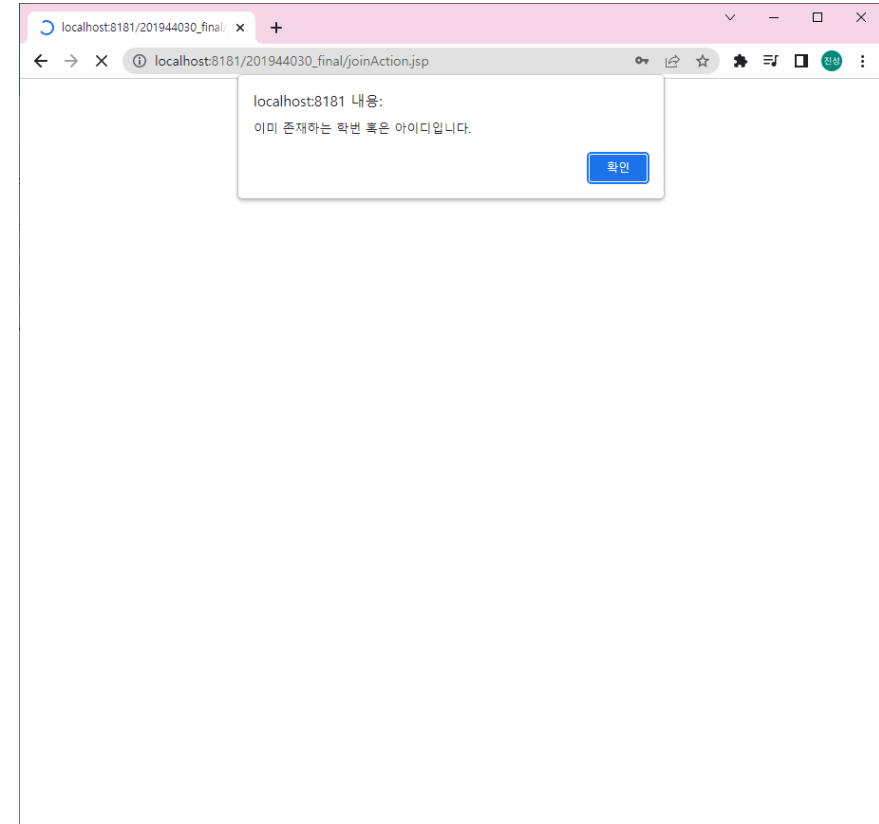 localhost:8181/201944030_final/
localhost:8181/201944030_final/joinAction.jsp
진성
localhost:8181 내용:
이미 존재하는 학번 혹은 아이디입니다.
확인